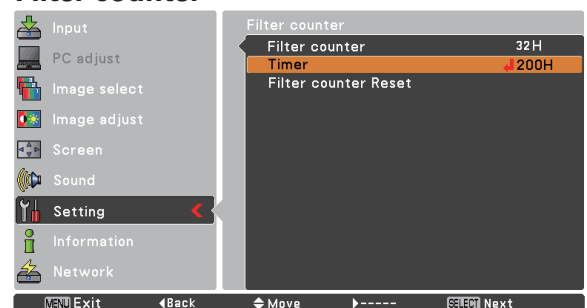 Filter counter
Input
PC adjust
Image select
Image adjust
Screen
Sound
Setting
Information
Network
Filter counter
Filter counter 32H
Timer 200H
Filter counter Reset
MENU Exit Back Move ----- SELECT Next